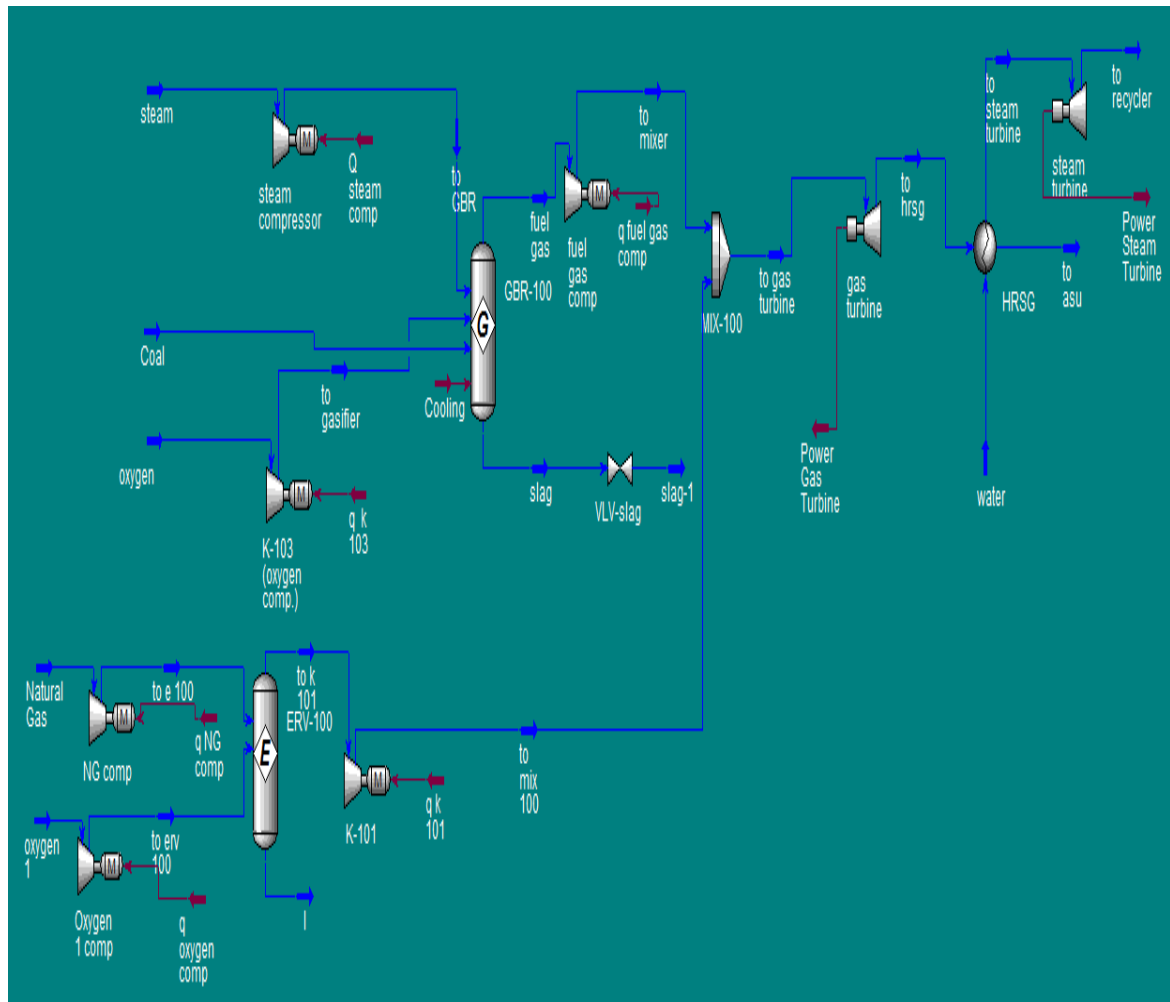 steam
steam
compressor
Q
steam
comp
to
GBR
fuel
gas
to
mixer
fuel
gas
comp
M
q fuel gas
comp
GBR-100
G
MIX-100
to gas
turbine
gas turbine
to
hrsg
HRSG
to
steam
turbine
steam
turbine
to
recycler
Power
Steam
Turbine
to
asu
water
Power
Gas
Turbine
Coal
Cooling
to
gasifier
oxygen
M
K-103
(oxygen
comp.)
q k
103
slag
VLV-slag
slag-1
M
Natural
Gas
M
NG comp
to e 100
q NG
comp
to k
101
ERV-100
E
M
K-101
q k
101
to
mix
100
oxygen
1
M
Oxygen
1 comp
to erv
100
q
oxygen
comp
l